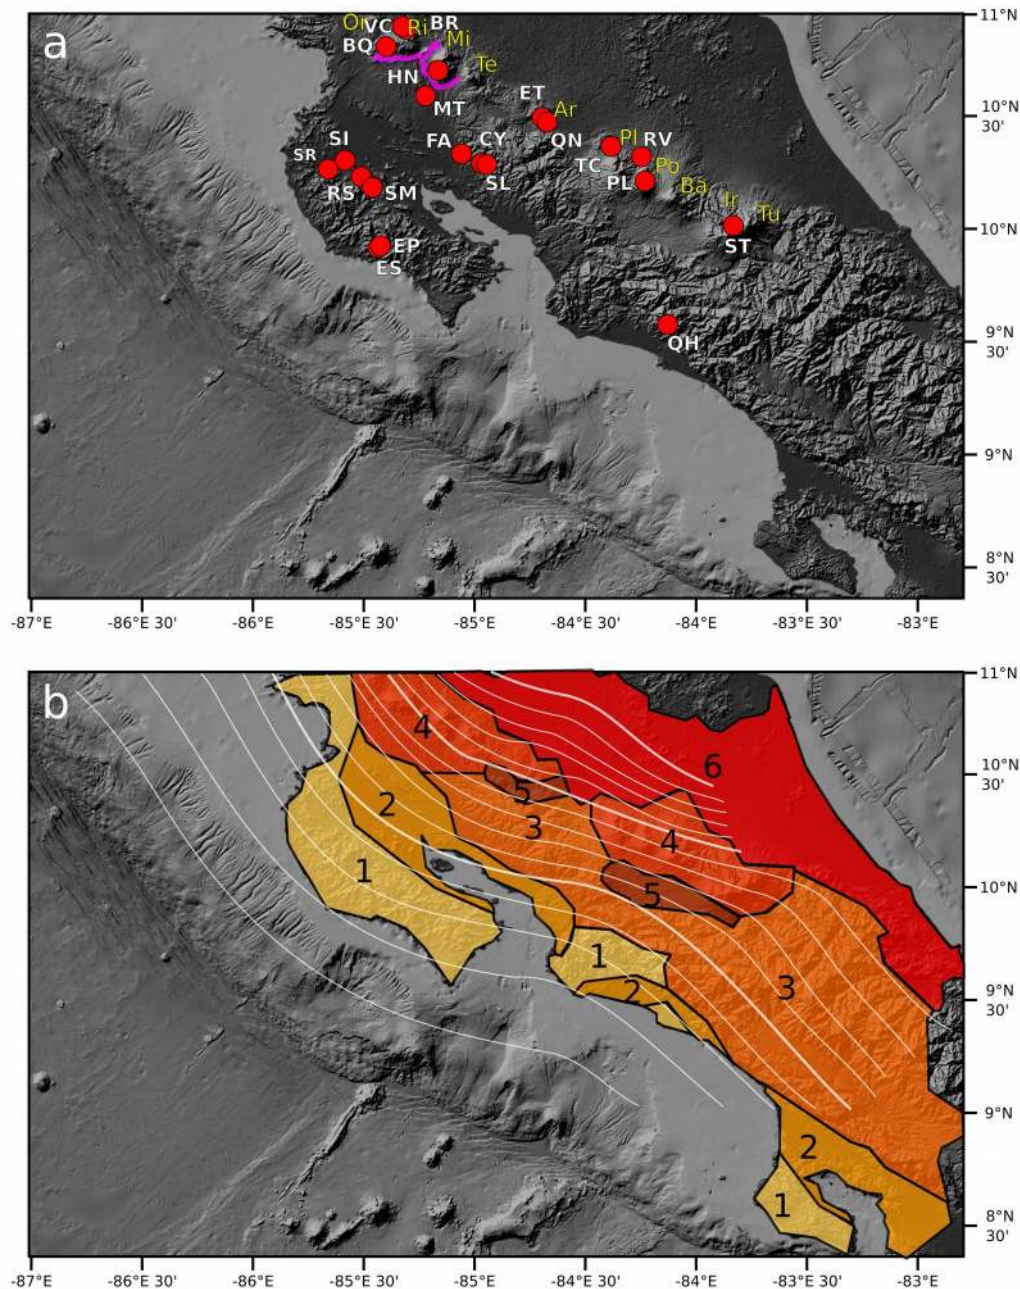 a
Or
VC
Ri
BR
BQ
Mi
HN
Te
MT
ET
Ar
FA
CY
QN
Pl
RV
SI
TC
Po
SR
SL
PL
Ba
RS
SM
Ir
Tu
EP
ST
ES
QH
11°N
10°N
30'
10°N
9°N
30'
9°N
8°N
30'
-87°E -86°E 30' -86°E -85°E 30' -85°E -84°E 30' -84°E -83°E 30' -83°E
b
4
6
5
2
3
4
1
5
1
3
2
2
1
11°N
10°N
30'
10°N
9°N
30'
9°N
8°N
30'
-87°E -86°E 30' -86°E -85°E 30' -85°E -84°E 30' -84°E -83°E 30' -83°E